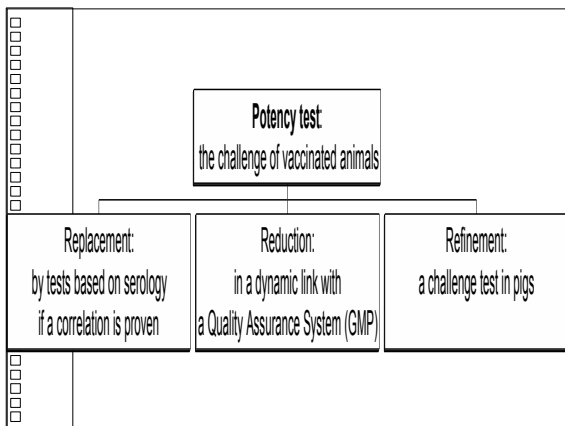 Potency test:
the challenge of vaccinated animals
Replacement:
by tests based on serology
if a correlation is proven
Reduction:
in a dynamic link with
a Quality Assurance System (GMP)
Refinement:
a challenge test in pigs